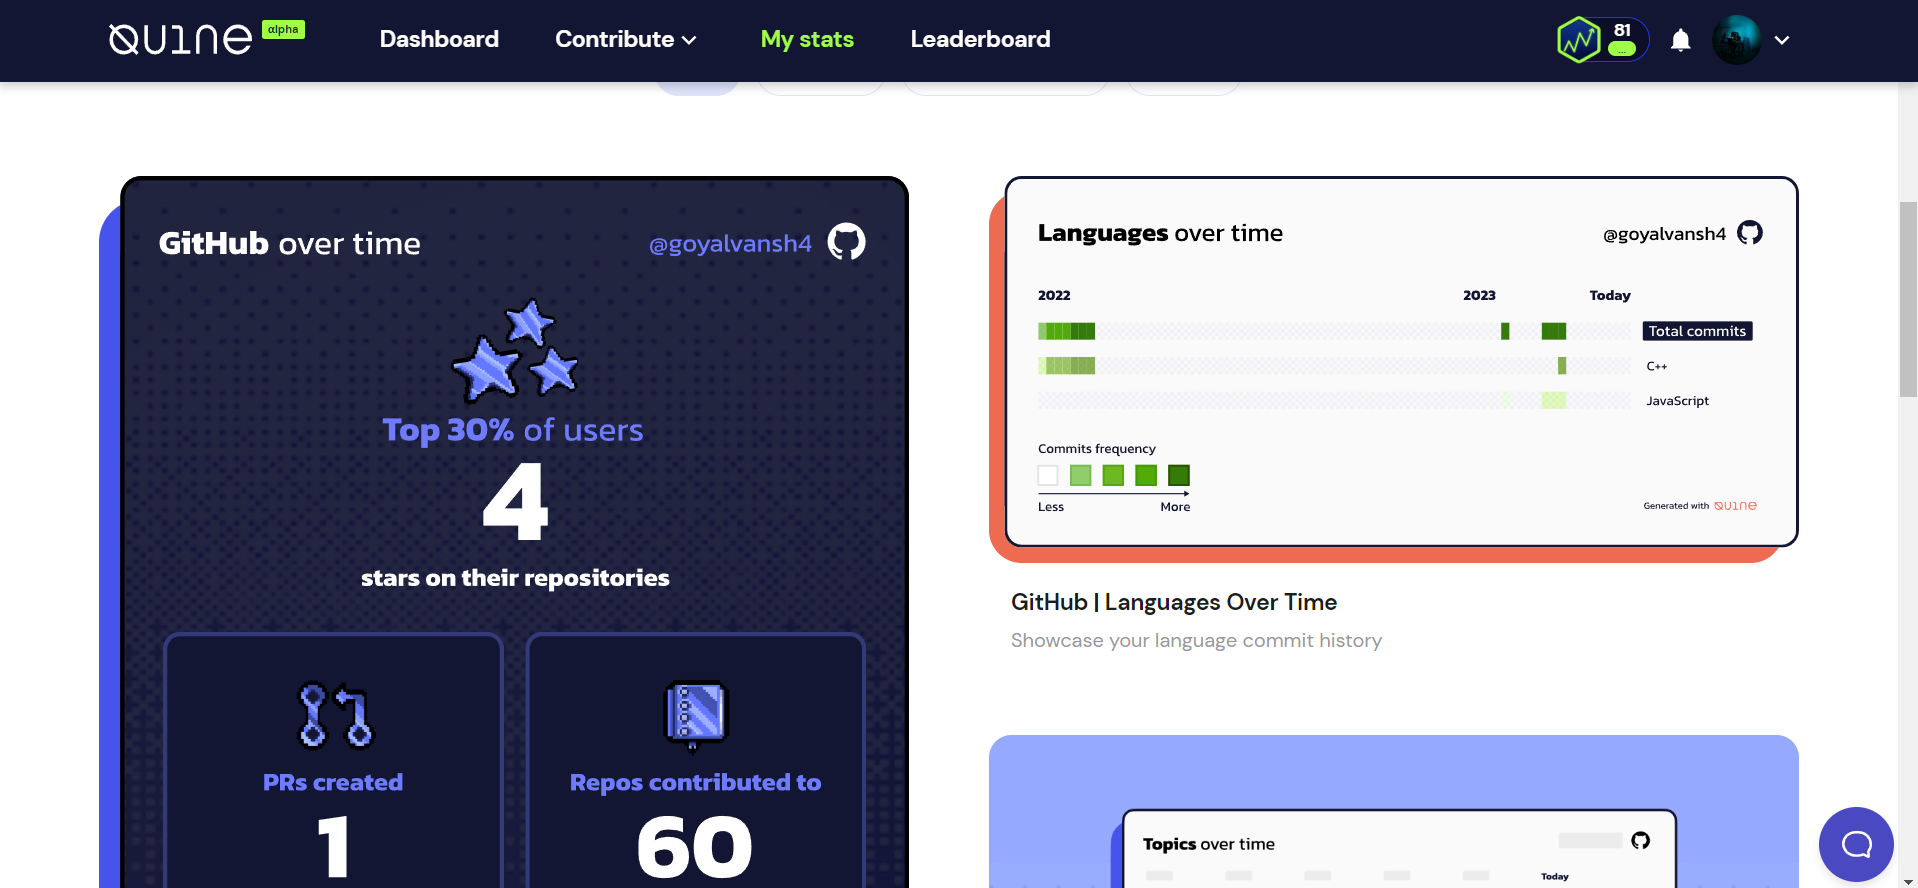 QU1NE alpha
Dashboard Contribute My stats Leaderboard
81
...
GitHub over time @goyalvansh4
Top 30% of users
4
stars on their repositories
PRs created
1
Repos contributed to
60
Languages over time @goyalvansh4
2022 2023 Today
Total commits
C++
JavaScript
Commits frequency
Less More
Generated with QU1NE
GitHub | Languages Over Time
Showcase your language commit history
Topics over time
Today